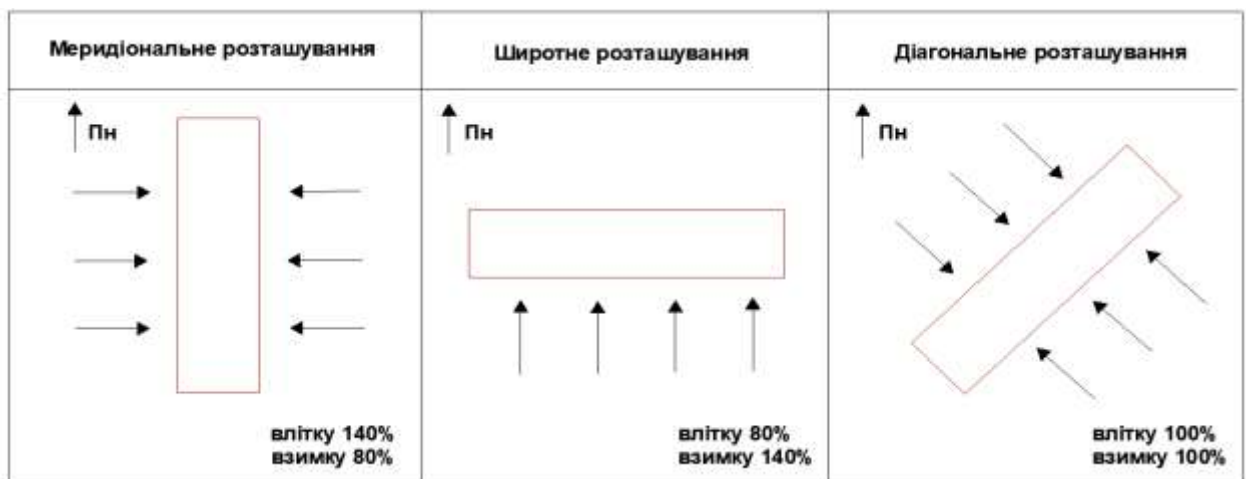 Меридіональне розташування
Широтне розташування
Діагональне розташування
Пн
Пн
Пн
влітку 140%
взимку 80%
влітку 80%
взимку 140%
влітку 100%
взимку 100%